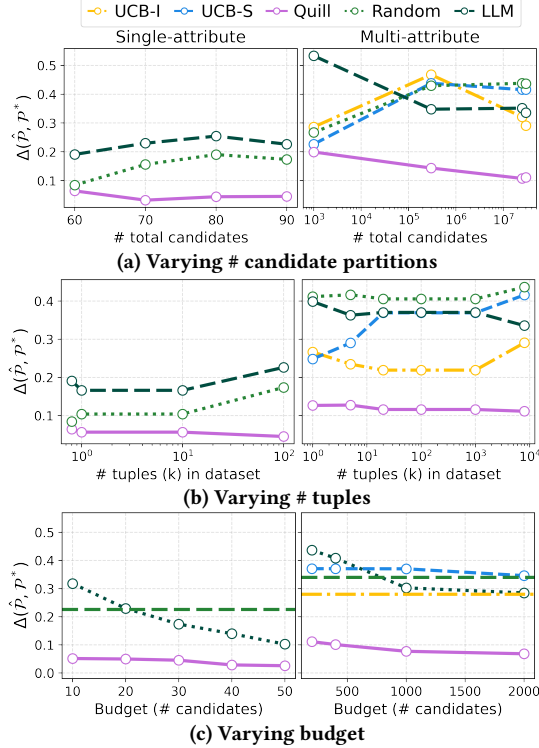 UCB-I UCB-S Quill Random LLM
Single-attribute Multi-attribute
Δ(P̂, P*)
0.5
0.4
0.3
0.2
0.1
60 70 80 90 10³ 10⁴ 10⁵ 10⁶ 10⁷
# total candidates # total candidates
(a) Varying # candidate partitions
Δ(P̂, P*)
0.4
0.3
0.2
0.1
10⁰ 10¹ 10² 10⁰ 10¹ 10² 10³ 10⁴
# tuples (k) in dataset # tuples (k) in dataset
(b) Varying # tuples
Δ(P̂, P*)
0.5
0.4
0.3
0.2
0.1
0.0
10 20 30 40 50 500 1000 1500 2000
Budget (# candidates) Budget (# candidates)
(c) Varying budget